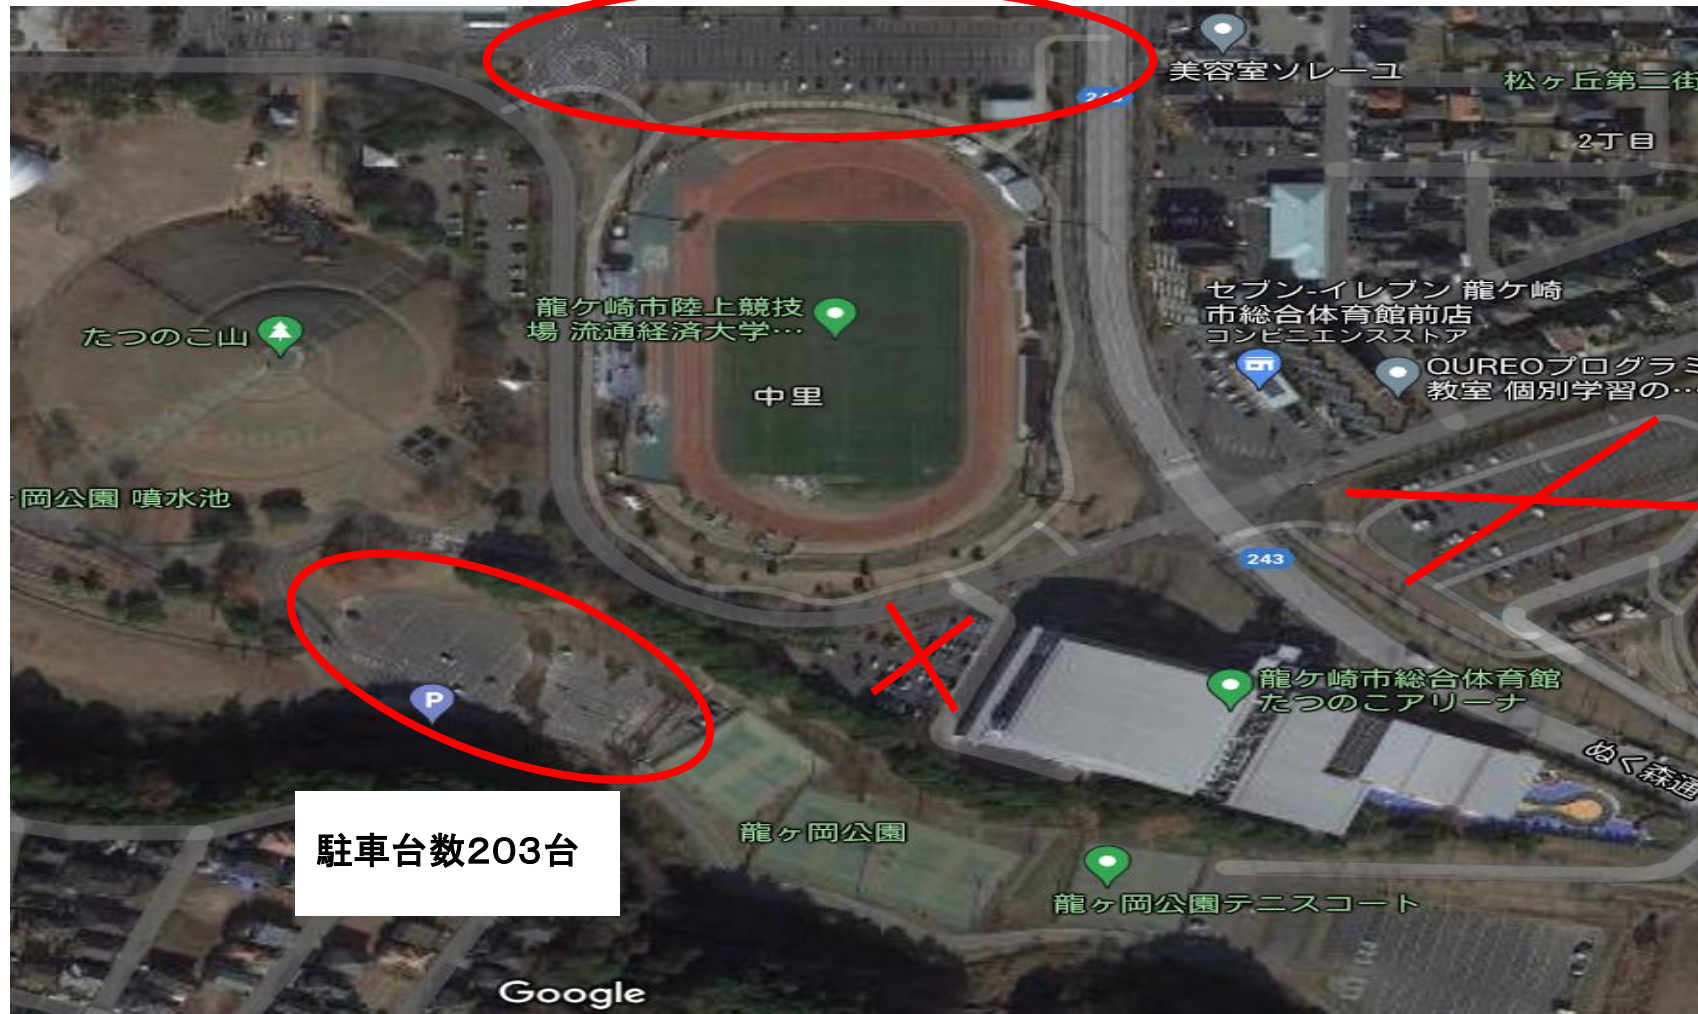 美容室ソレーユ
松ヶ丘第二街
2丁目
セブン-イレブン 龍ケ崎
市総合体育館前店
コンビニエンスストア
龍ケ崎市陸上競技
場 流通経済大学…
たつのこ山
中里
QUREOプログラミ
教室 個別学習の…
岡公園 噴水池
243
P
龍ケ崎市総合体育館
たつのこアリーナ
ぬく森通
駐車台数203台
龍ヶ岡公園
龍ヶ岡公園テニスコート
Google